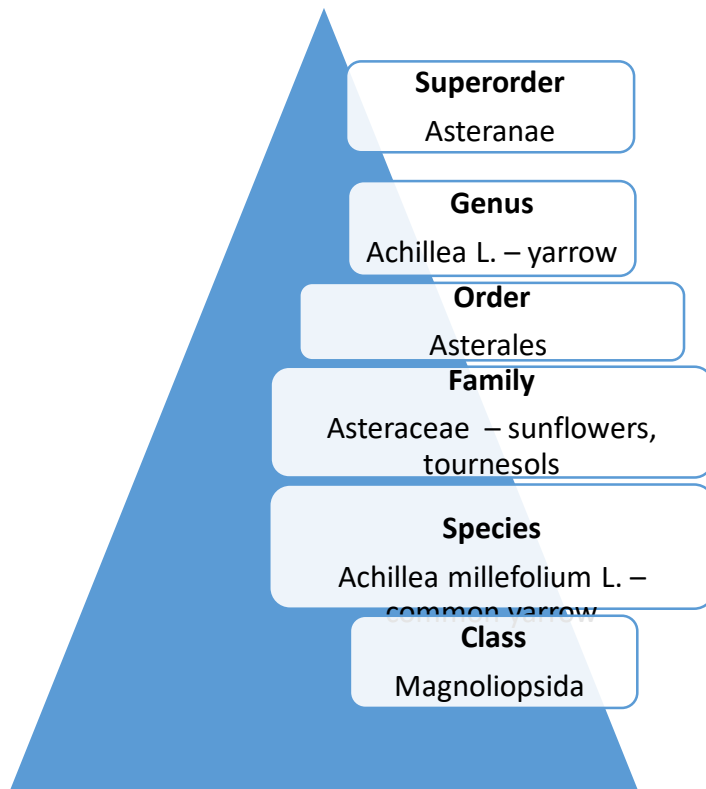 Superorder
Asteranae
Genus
Achillea L. – yarrow
Order
Asterales
Family
Asteraceae – sunflowers,
tournesols
Species
Achillea millefolium L. –
common yarrow
Class
Magnoliopsida